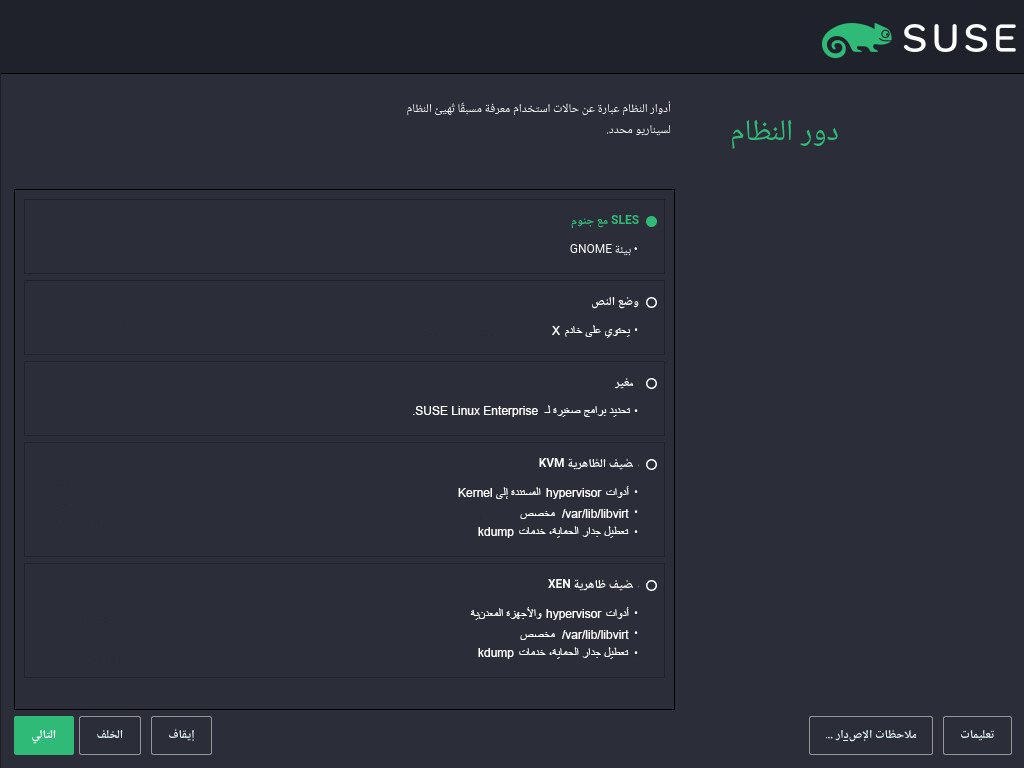 SUSE
دور النظام
أدوار النظام عبارة عن حالات استخدام معرفة مسبقًا تُهيئ النظام
لسيناريو محدد.
SLES مع جنوم
• بيئة GNOME
وضع النص
• يحتوي على خادم X
مغير
• تحديد برامج صغيرة لـ SUSE Linux Enterprise.
مضيف الظاهرية KVM
• أدوات hypervisor المستندة إلى Kernel
• /var/lib/libvirt مخصص
• تعطيل جدار الحماية، خدمات kdump
مضيف ظاهرية XEN
• أدوات hypervisor والأجهزة المعدنية
• /var/lib/libvirt مخصص
• تعطيل جدار الحماية، خدمات kdump
تعليمات
ملاحظات الإصدار ...
إيقاف
الخلف
التالي